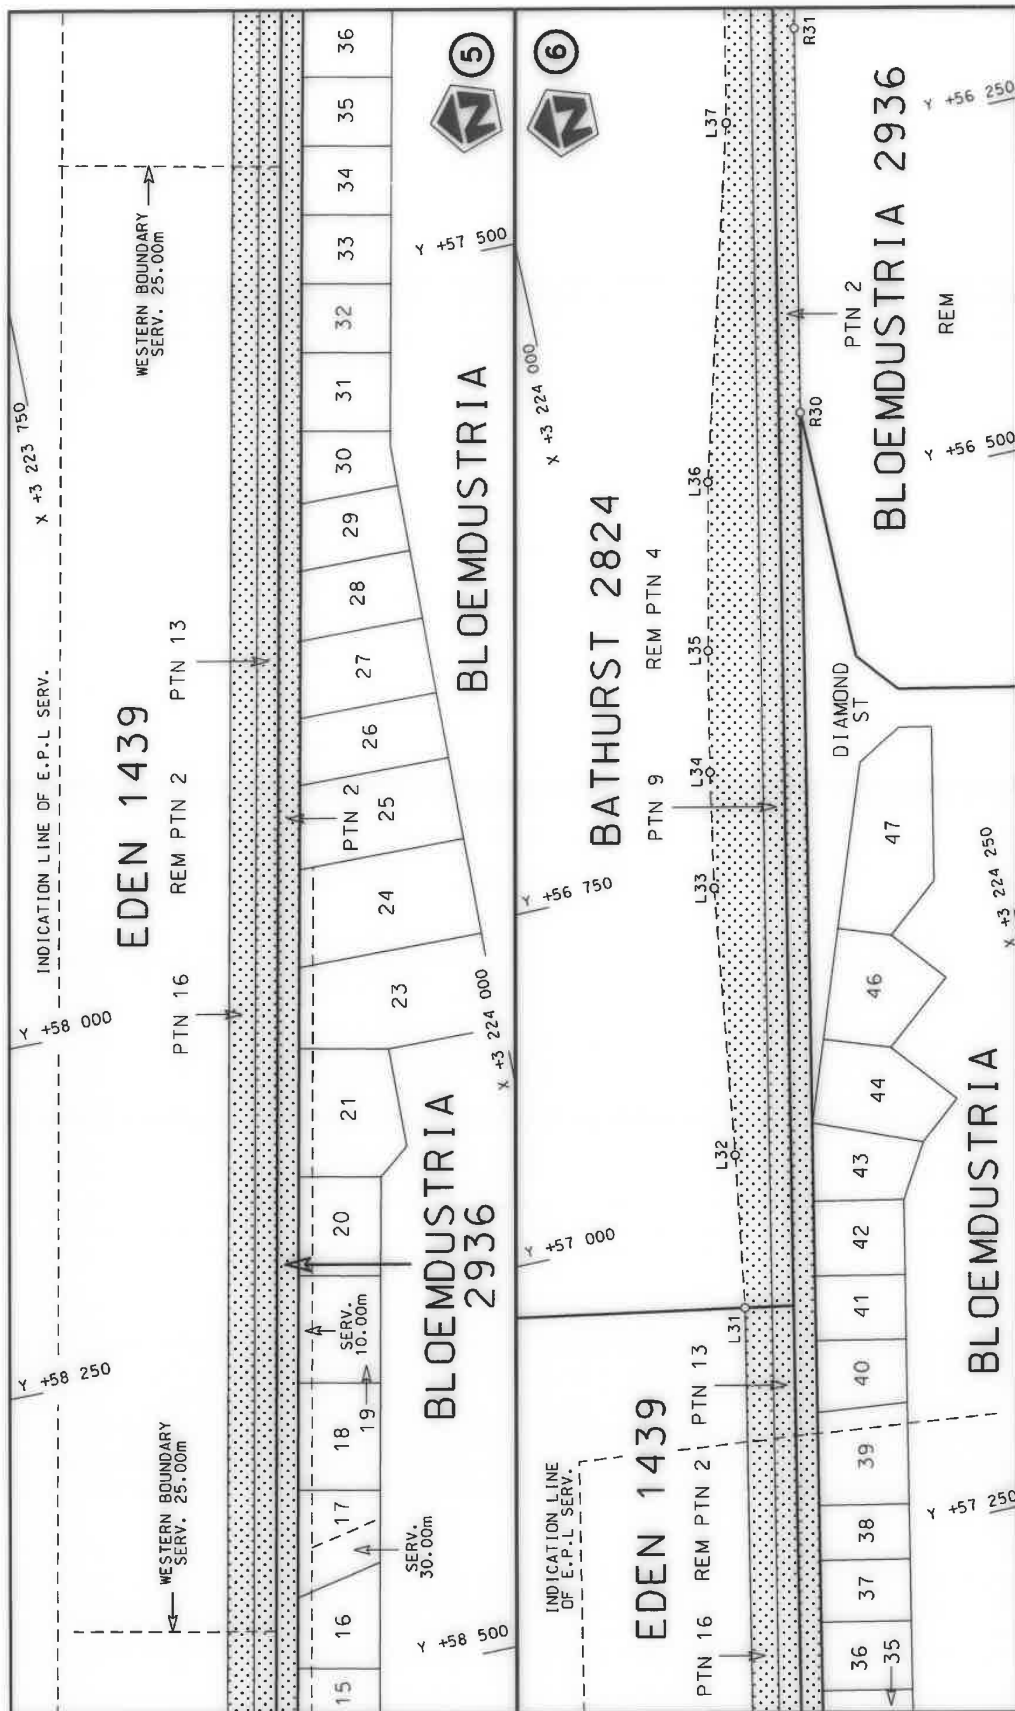 INDICATION LINE OF E.P.L SERV.
X +3 223 750
Y +58 250
Y +58 000
WESTERN BOUNDARY
SERV. 25.00m
WESTERN BOUNDARY
SERV. 25.00m
EDEN 1439
PTN 16
REM PTN 2
PTN 13
15
16
17
18
19
20
21
23
24
25
26
27
28
29
30
31
32
33
34
35
36
SERV.
10.00m
SERV.
30.00m
PTN 2
BLOEMDUSTRIA
2936
BLOEMDUSTRIA
Y +58 500
X +3 224 000
Y +57 500
N
5
N
6
Y +57 000
Y +56 750
X +3 224 000
INDICATION LINE
OF E.P.L SERV.
BATHURST 2824
PTN 9
REM PTN 4
EDEN 1439
PTN 16
REM PTN 2
PTN 13
L31
L32
L33
L34
L35
L36
L37
R30
R31
35
36
37
38
39
40
41
42
43
44
46
47
DIAMOND
ST
PTN 2
BLOEMDUSTRIA 2936
REM
BLOEMDUSTRIA
Y +57 250
X +3 224 250
Y +56 500
Y +56 250